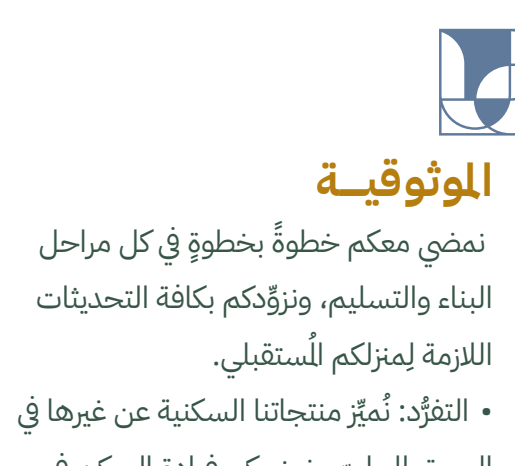 الموثوقيـــة
نمضي معكم خطوةً بخطوةٍ في كل مراحل
البناء والتسليم، ونزوِّدكم بكافة التحديثات
اللازمة لِمنزلكم المُستقبلي.
• التفرُّد: نُميِّز منتجاتنا السكنية عن غيرها في